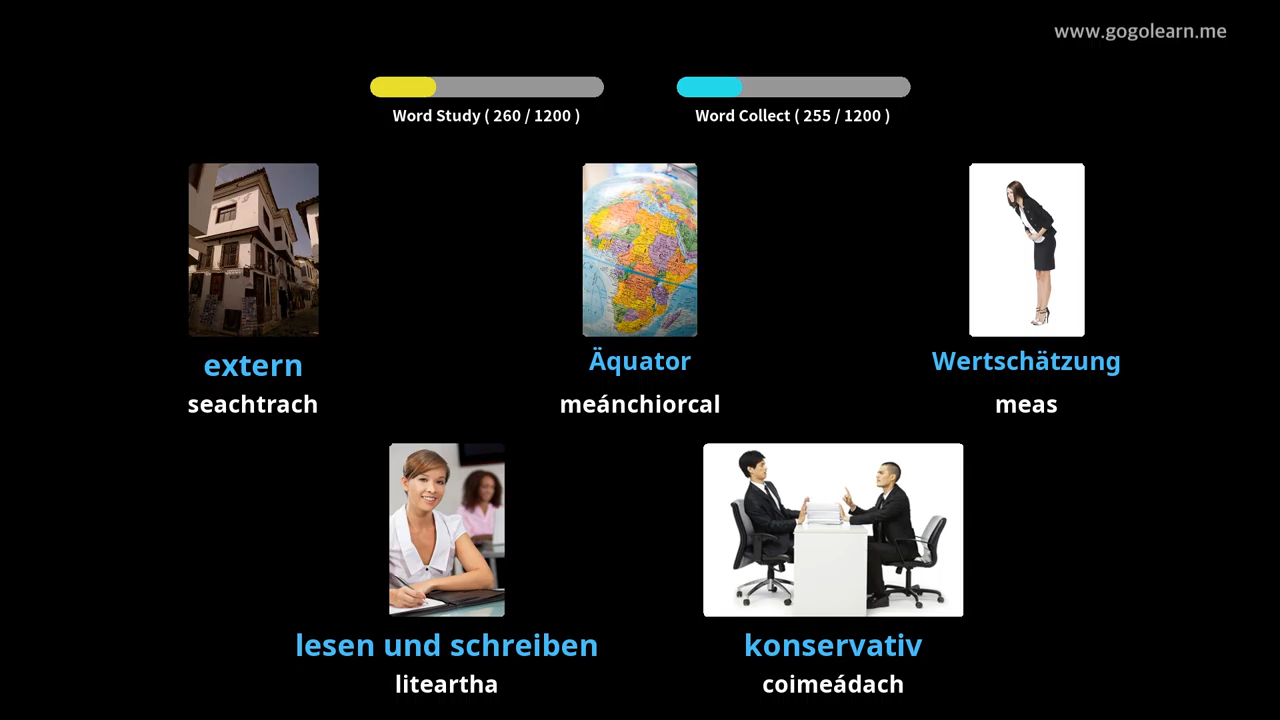 www.gogolearn.me
Word Study ( 260 / 1200 )
Word Collect ( 255 / 1200 )
extern
seachtrach
Äquator
meánchiorcal
Wertschätzung
meas
lesen und schreiben
liteartha
konservativ
coimeádach